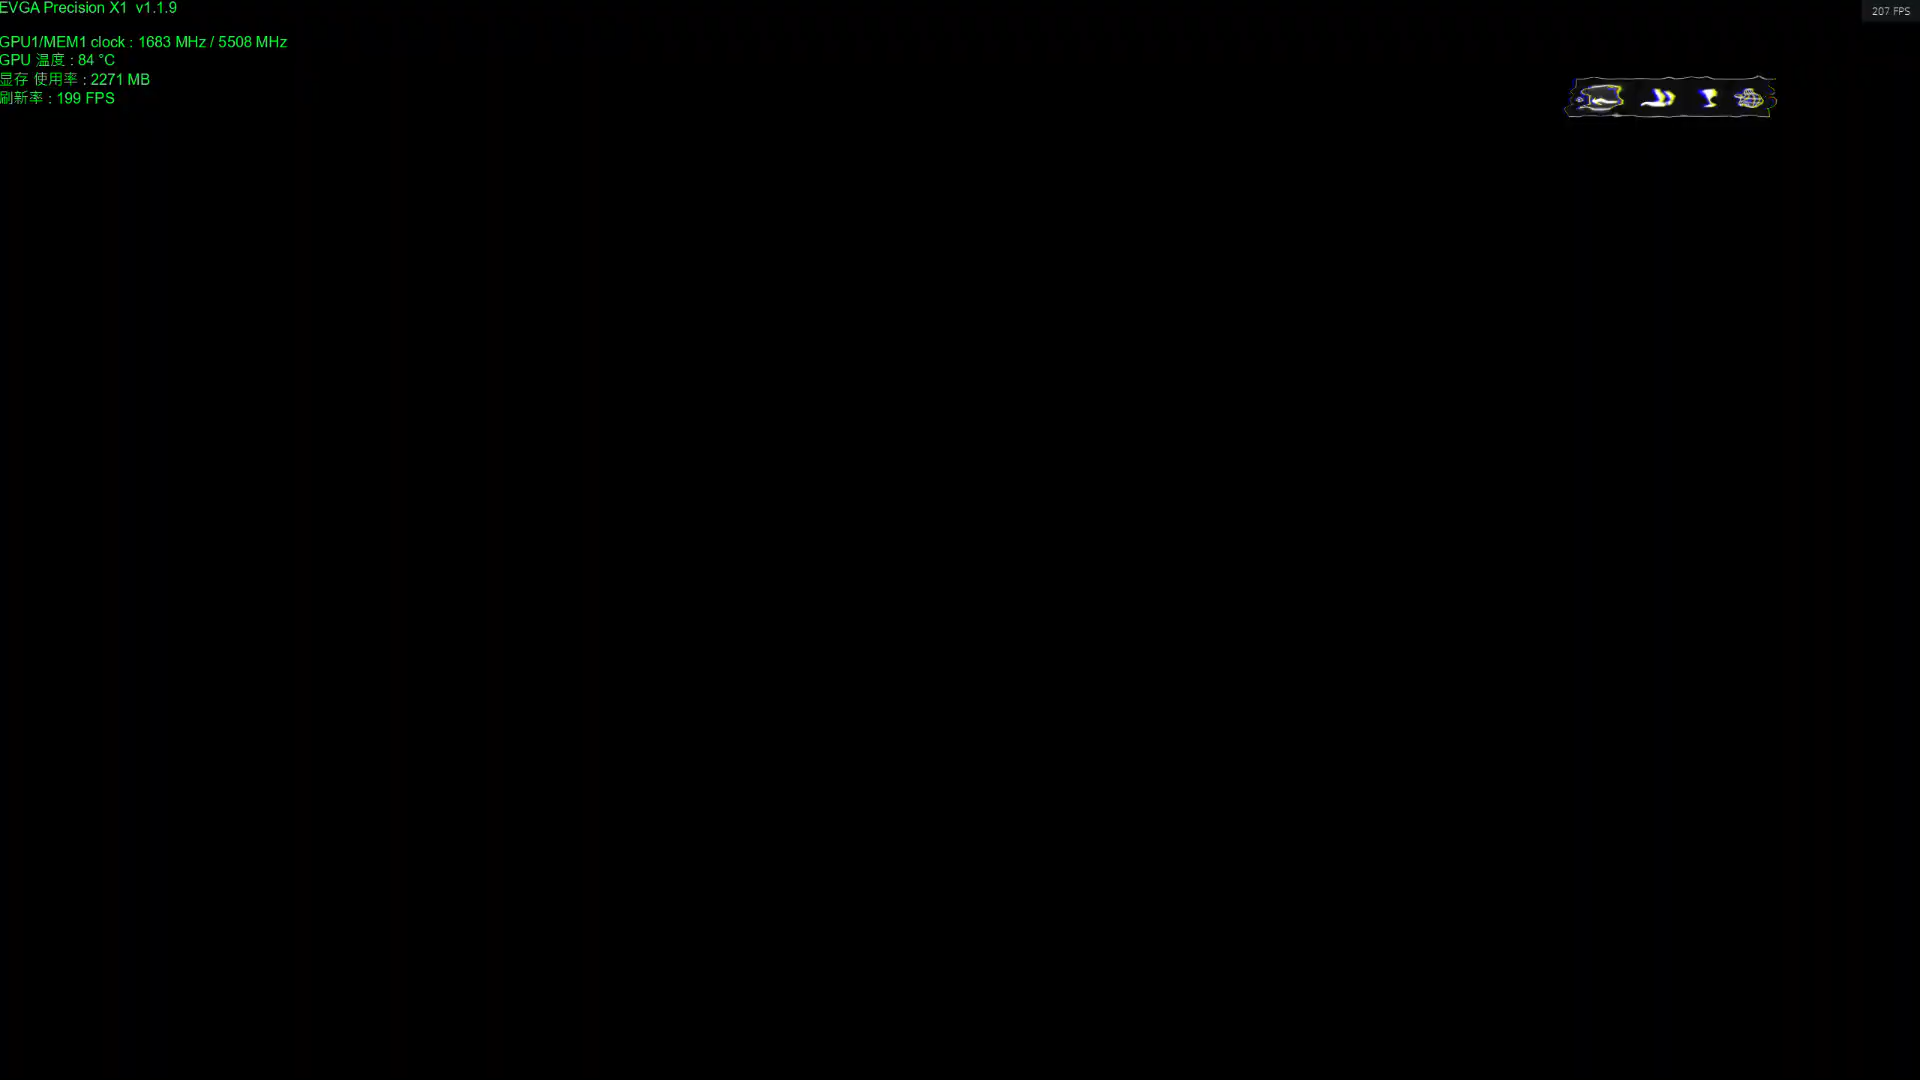 EVGA Precision X1 v1.1.9
207 FPS
GPU1/MEM1 clock : 1683 MHz / 5508 MHz
GPU 温度 : 84 °C
显存 使用率 : 2271 MB
刷新率 : 199 FPS